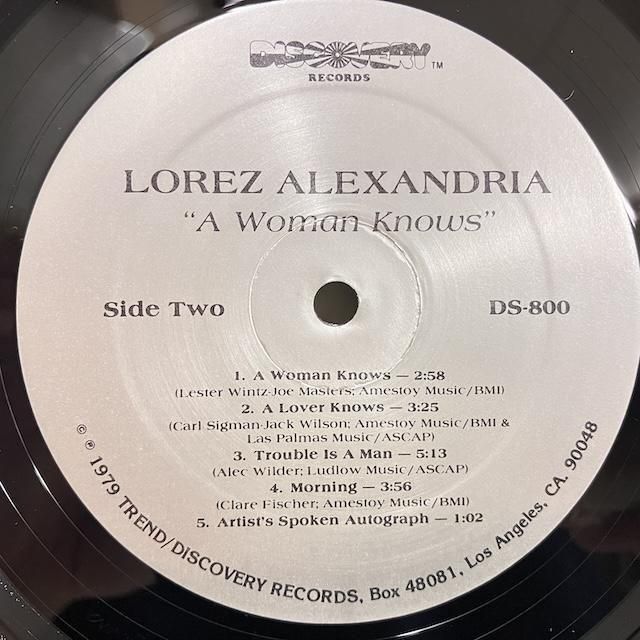 DISCOVERY TM
RECORDS
LOREZ ALEXANDRIA
"A Woman Knows"
Side Two
DS-800
1. A Woman Knows — 2:58
(Lester Wintz-Joe Masters; Amestoy Music/BMI)
2. A Lover Knows — 3:25
(Carl Sigman-Jack Wilson; Amestoy Music/BMI &
Las Palmas Music/ASCAP)
3. Trouble Is A Man — 5:13
(Alec Wilder; Ludlow Music/ASCAP)
4. Morning — 3:56
(Clare Fischer; Amestoy Music/BMI)
5. Artist's Spoken Autograph — 1:02
© ℗ 1979 TREND/DISCOVERY RECORDS, Box 48081, Los Angeles, CA. 90048